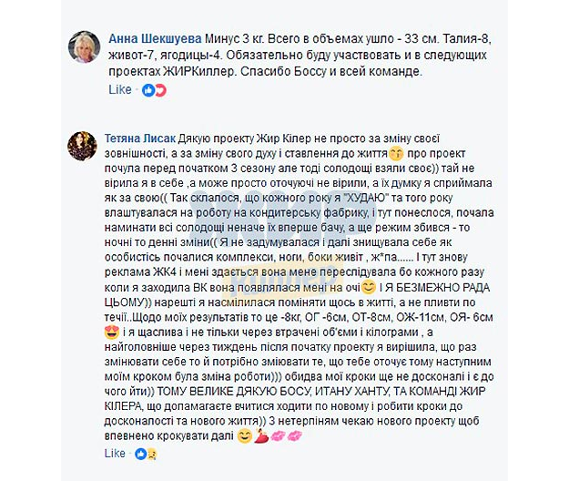 Анна Шекшуева Минус 3 кг. Всего в объемах ушло - 33 см. Талия-8,
живот-7, ягодицы-4. Обязательно буду участвовать и в следующих
проектах ЖИРКиллер. Спасибо Боссу и всей команде.
Like ·
Тетяна Лисак Дякую проекту Жир Кілер не просто за зміну своєї
зовнішності, а за зміну свого духу і ставлення до життя😙 про проект
почула перед початком 3 сезону але тоді солодощі взяли своє)) тай не
вірила я в себе ,а може просто оточуючі не вірили, а їх думку я сприймала
як за свою(( Так склалося, що кожного року я "ХУДАЮ" та того року
влаштувалася на роботу на кондитерську фабрику, і тут понеслося, почала
наминати всі солодощі неначе їх вперше бачу, а ще режим збився - то
ночні то денні зміни(( Я не задумувалася і далі знищувала себе як
особистісь почалися комплекси, ноги, боки живіт , ж*па...... І тут знову
реклама ЖК4 і мені здається вона мене переслідувала бо кожного разу
коли я заходила ВК вона появлялася мені на очі😊 І Я БЕЗМЕЖНО РАДА
ЦЬОМУ)) нарешті я насмілилася поміняти щось в житті, а не пливти по
течії..Щодо моїх результатів то це -8кг, ОГ -6см, ОТ-8см, ОЖ-11см, ОЯ- 6см
😍 і я щаслива і не тільки через втрачені об'єми і кілограми , а
найголовніше через тиждень після початку проекту я вирішила, що раз
змінювати себе то й потрібно зміювати те, що тебе оточує тому наступним
моїм кроком була зміна роботи))) обидва мої кроки ще не досконалі і є до
чого йти)) ТОМУ ВЕЛИКЕ ДЯКУЮ БОСУ, ИТАНУ ХАНТУ, ТА КОМАНДІ ЖИР
КІЛЕРА, що допомагаєте вчитися ходити по новому і робити кроки до
досконалості та нового життя)) З нетерпіням чекаю нового проекту щоб
впевнено крокувати далі 😊💃💋💋
Like ·
ЖИР
КИЛЛЕР